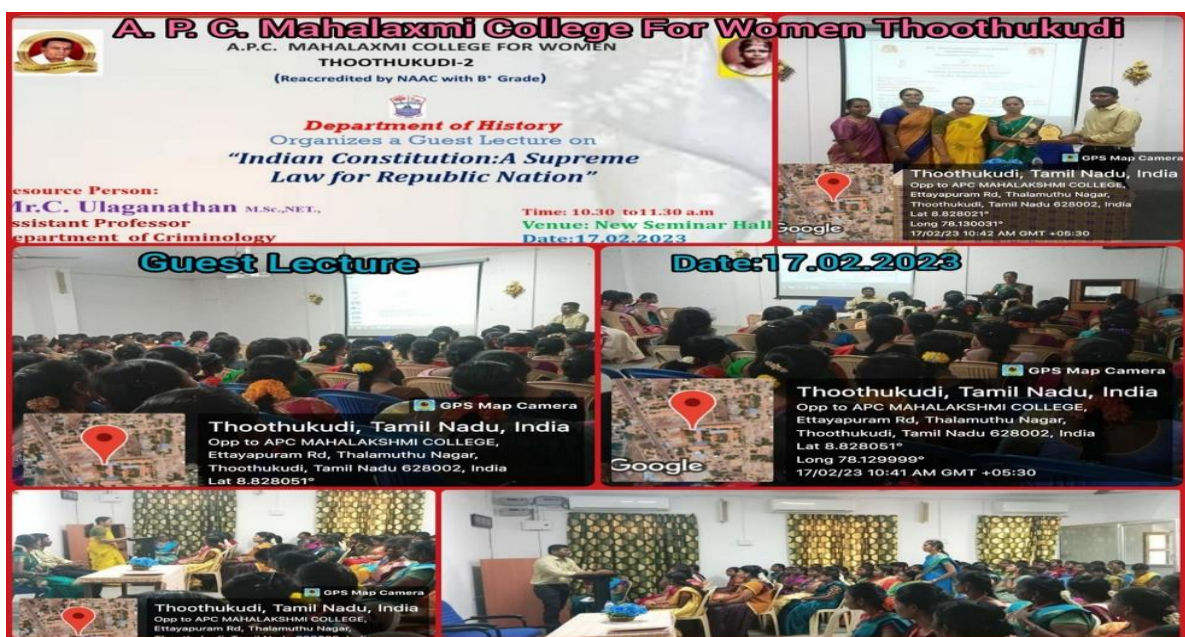 A. P. C. Mahalaxmi College For Women Thoothukudi
A.P.C. MAHALAXMI COLLEGE FOR WOMEN
THOOTHUKUDI-2
(Reaccredited by NAAC with B+ Grade)
Department of History
Organizes a Guest Lecture on
“Indian Constitution:A Supreme
Law for Republic Nation”
esource Person:
Mr.C. Ulaganathan M.Sc.,NET.,
ssistant Professor
epartment of Criminology
Time: 10.30 to11.30 a.m
Venue: New Seminar Hall
Date:17.02.2023
GPS Map Camera
Thoothukudi, Tamil Nadu, India
Opp to APC MAHALAKSHMI COLLEGE,
Ettayapuram Rd, Thalamuthu Nagar,
Thoothukudi, Tamil Nadu 628002, India
Lat 8.828021°
Long 78.130031°
17/02/23 10:42 AM GMT +05:30
Google
Guest Lecture
GPS Map Camera
Thoothukudi, Tamil Nadu, India
Opp to APC MAHALAKSHMI COLLEGE,
Ettayapuram Rd, Thalamuthu Nagar,
Thoothukudi, Tamil Nadu 628002, India
Lat 8.828051°
Date:17.02.2023
GPS Map Camera
Thoothukudi, Tamil Nadu, India
Opp to APC MAHALAKSHMI COLLEGE,
Ettayapuram Rd, Thalamuthu Nagar,
Thoothukudi, Tamil Nadu 628002, India
Lat 8.828051°
Long 78.129999°
17/02/23 10:41 AM GMT +05:30
Google
GPS Map Camera
Thoothukudi, Tamil Nadu, India
Opp to APC MAHALAKSHMI COLLEGE,
Ettayapuram Rd, Thalamuthu Nagar,